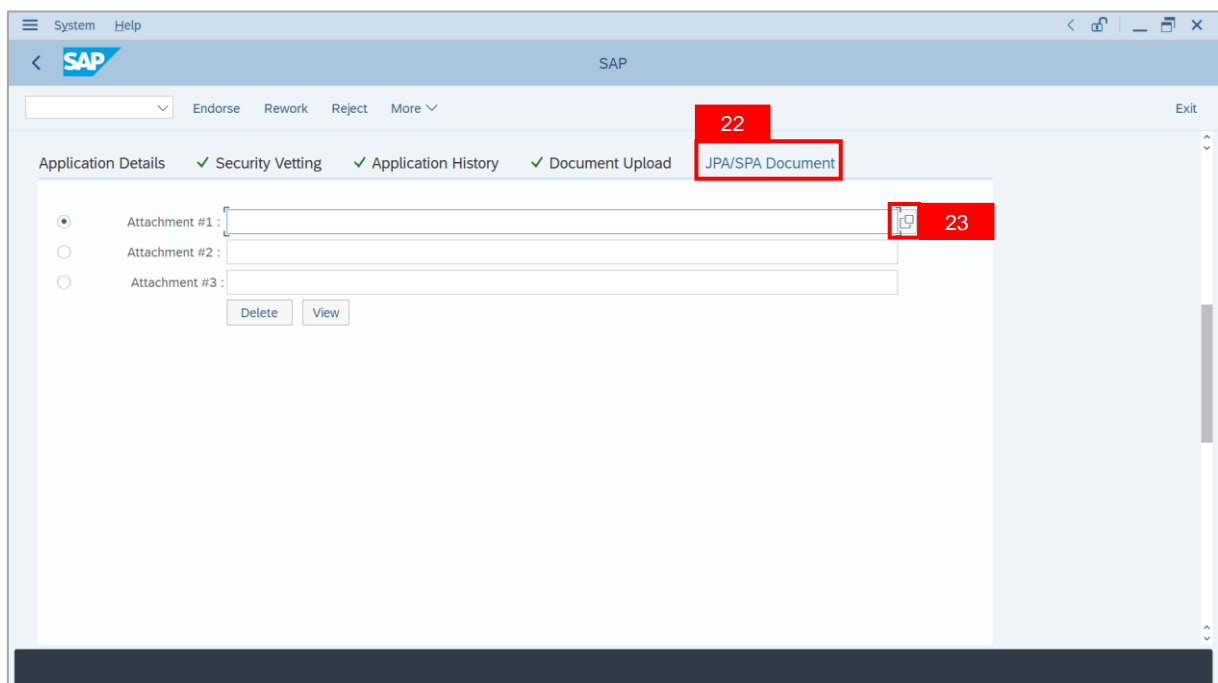 System Help
SAP
SAP
Endorse Rework Reject More Exit
22
Application Details Security Vetting Application History Document Upload JPA/SPA Document
Attachment #1 :
23
Attachment #2 :
Attachment #3 :
Delete View